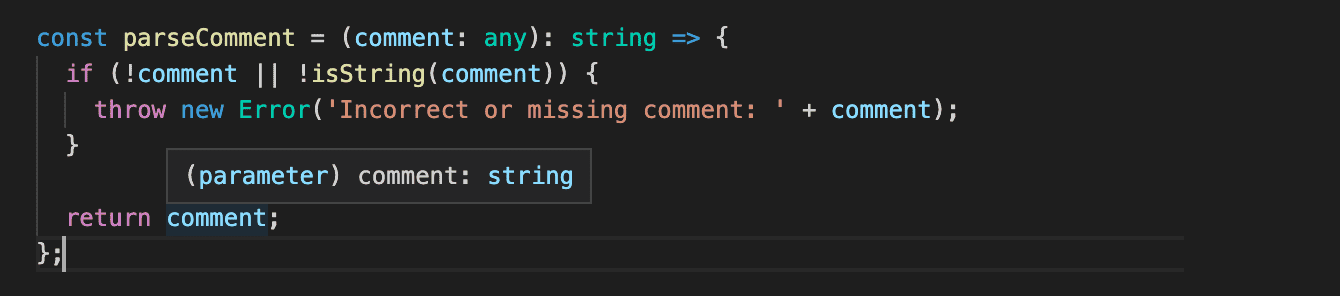 const parseComment = (comment: any): string => {
  if (!comment || !isString(comment)) {
    throw new Error('Incorrect or missing comment: ' + comment);
  }
(parameter) comment: string
  return comment;
};